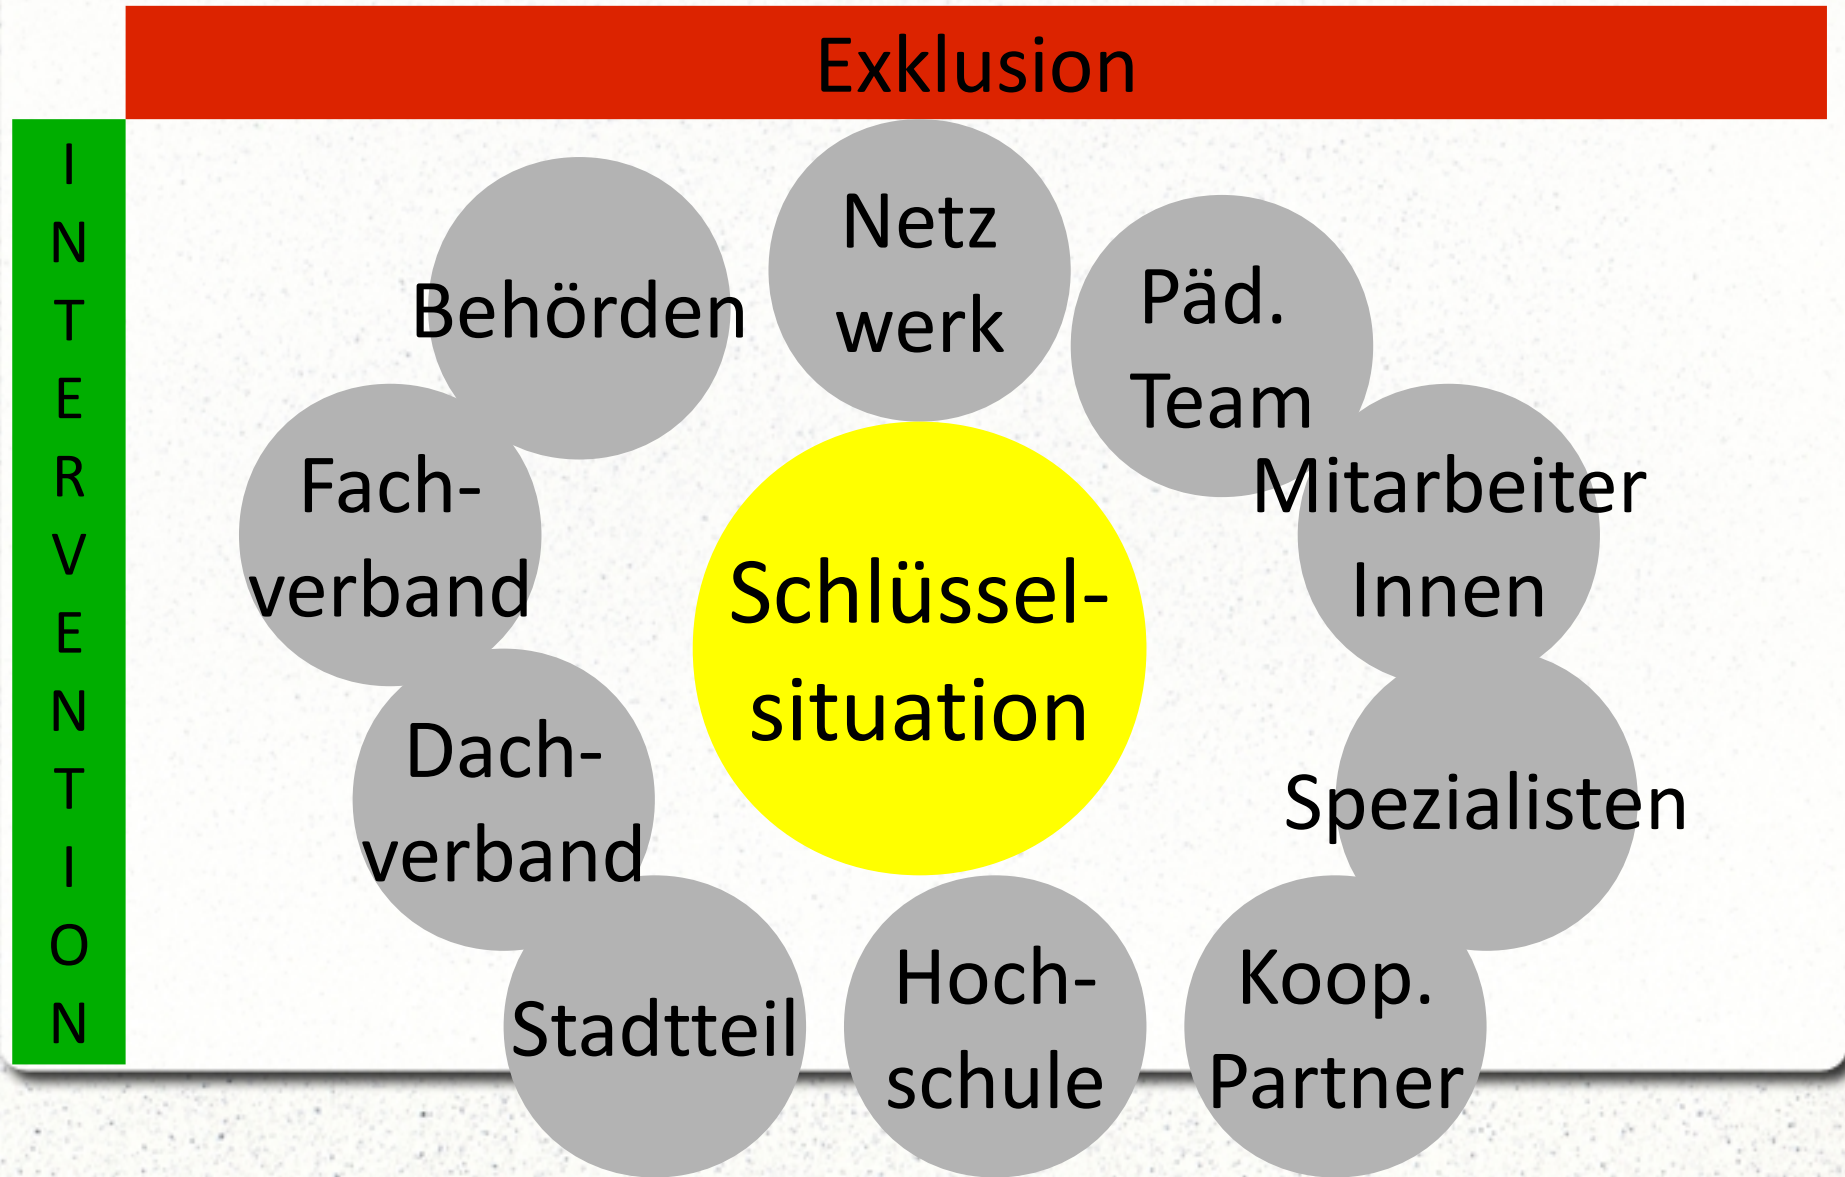 Exklusion
I
N
T
E
R
V
E
N
T
I
O
N
Behörden
Netz
werk
Päd.
Team
Mitarbeiter
Innen
Fach-
verband
Schlüssel-
situation
Dach-
verband
Spezialisten
Stadtteil
Hoch-
schule
Koop.
Partner